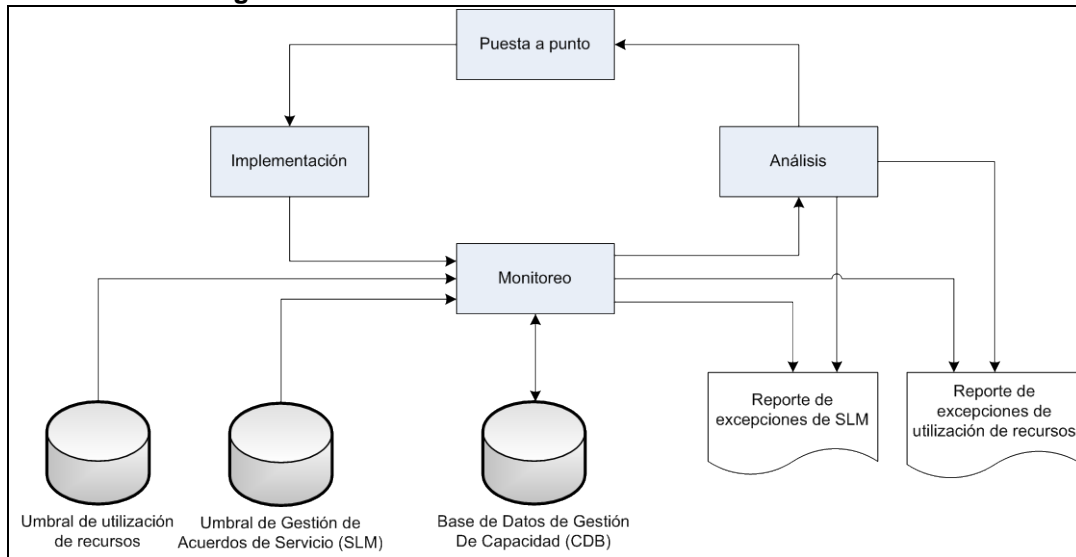 Puesta a punto
Implementación
Análisis
Monitoreo
Reporte de
excepciones de SLM
Reporte de
excepciones de
utilización de recursos
Umbral de utilización
de recursos
Umbral de Gestión de
Acuerdos de Servicio (SLM)
Base de Datos de Gestión
De Capacidad (CDB)